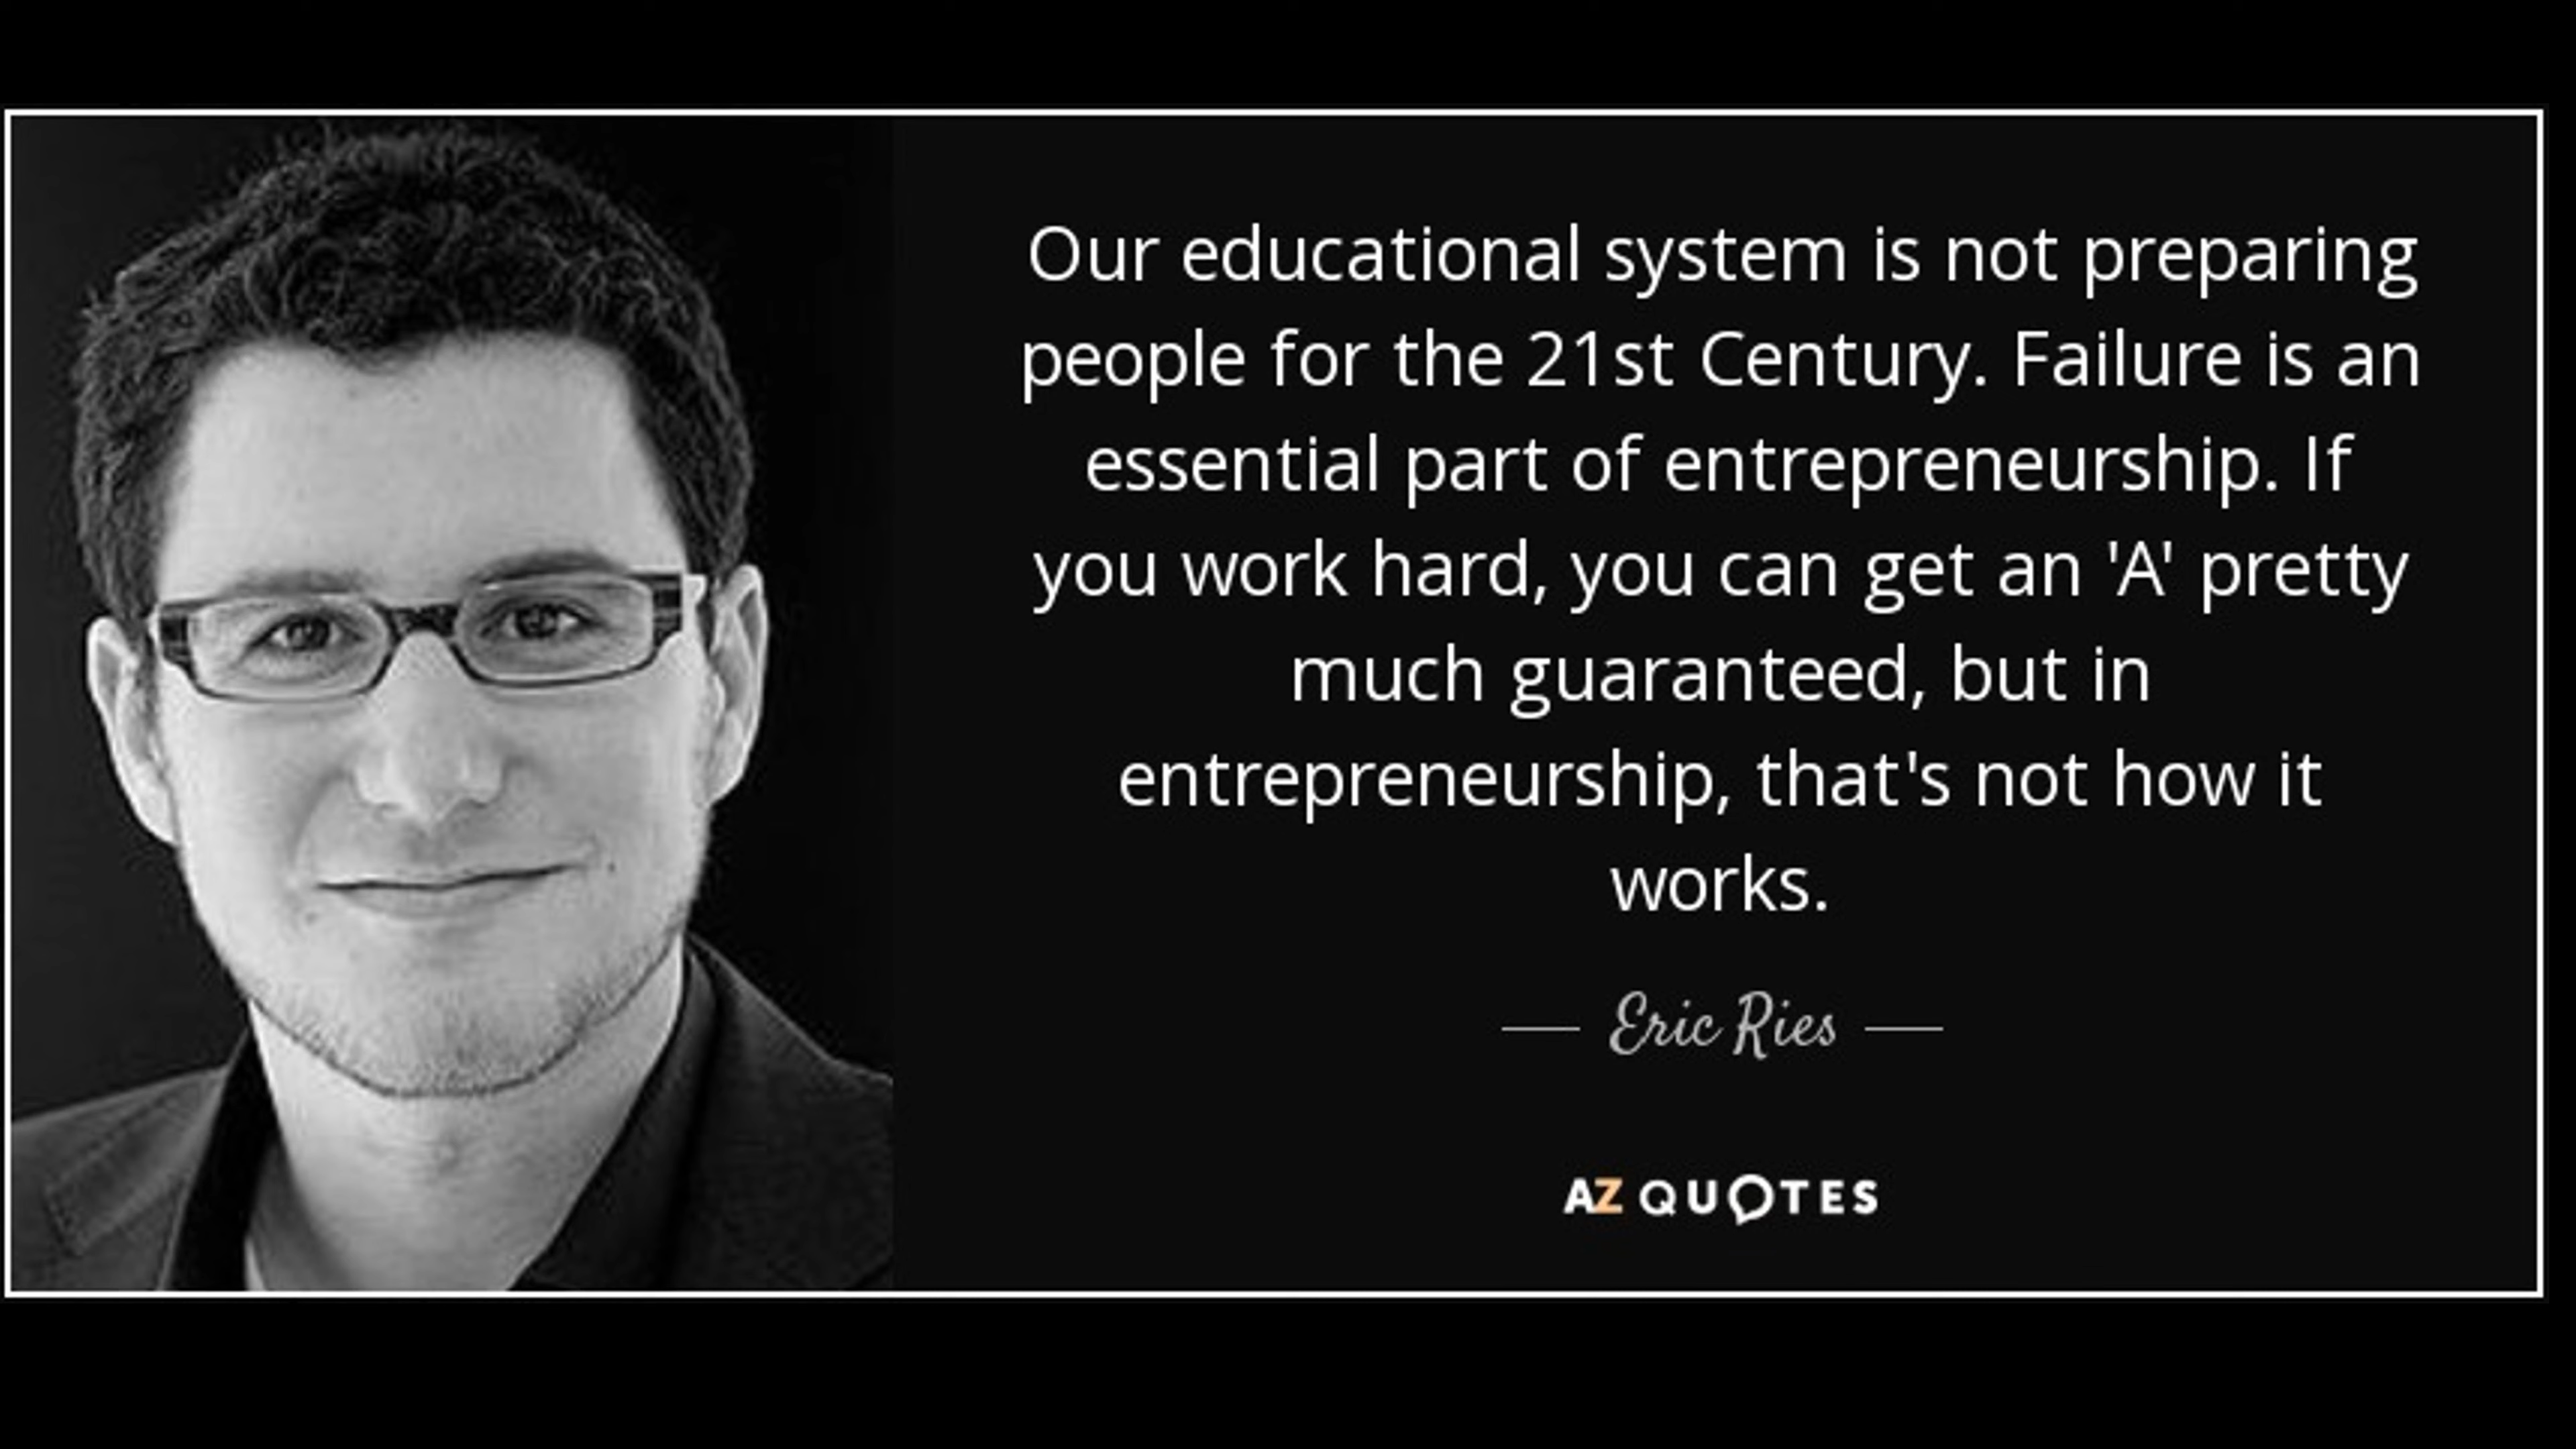 Our educational system is not preparing
people for the 21st Century. Failure is an
essential part of entrepreneurship. If
you work hard, you can get an 'A' pretty
much guaranteed, but in
entrepreneurship, that's not how it
works.
Eric Ries
AZ QUOTES